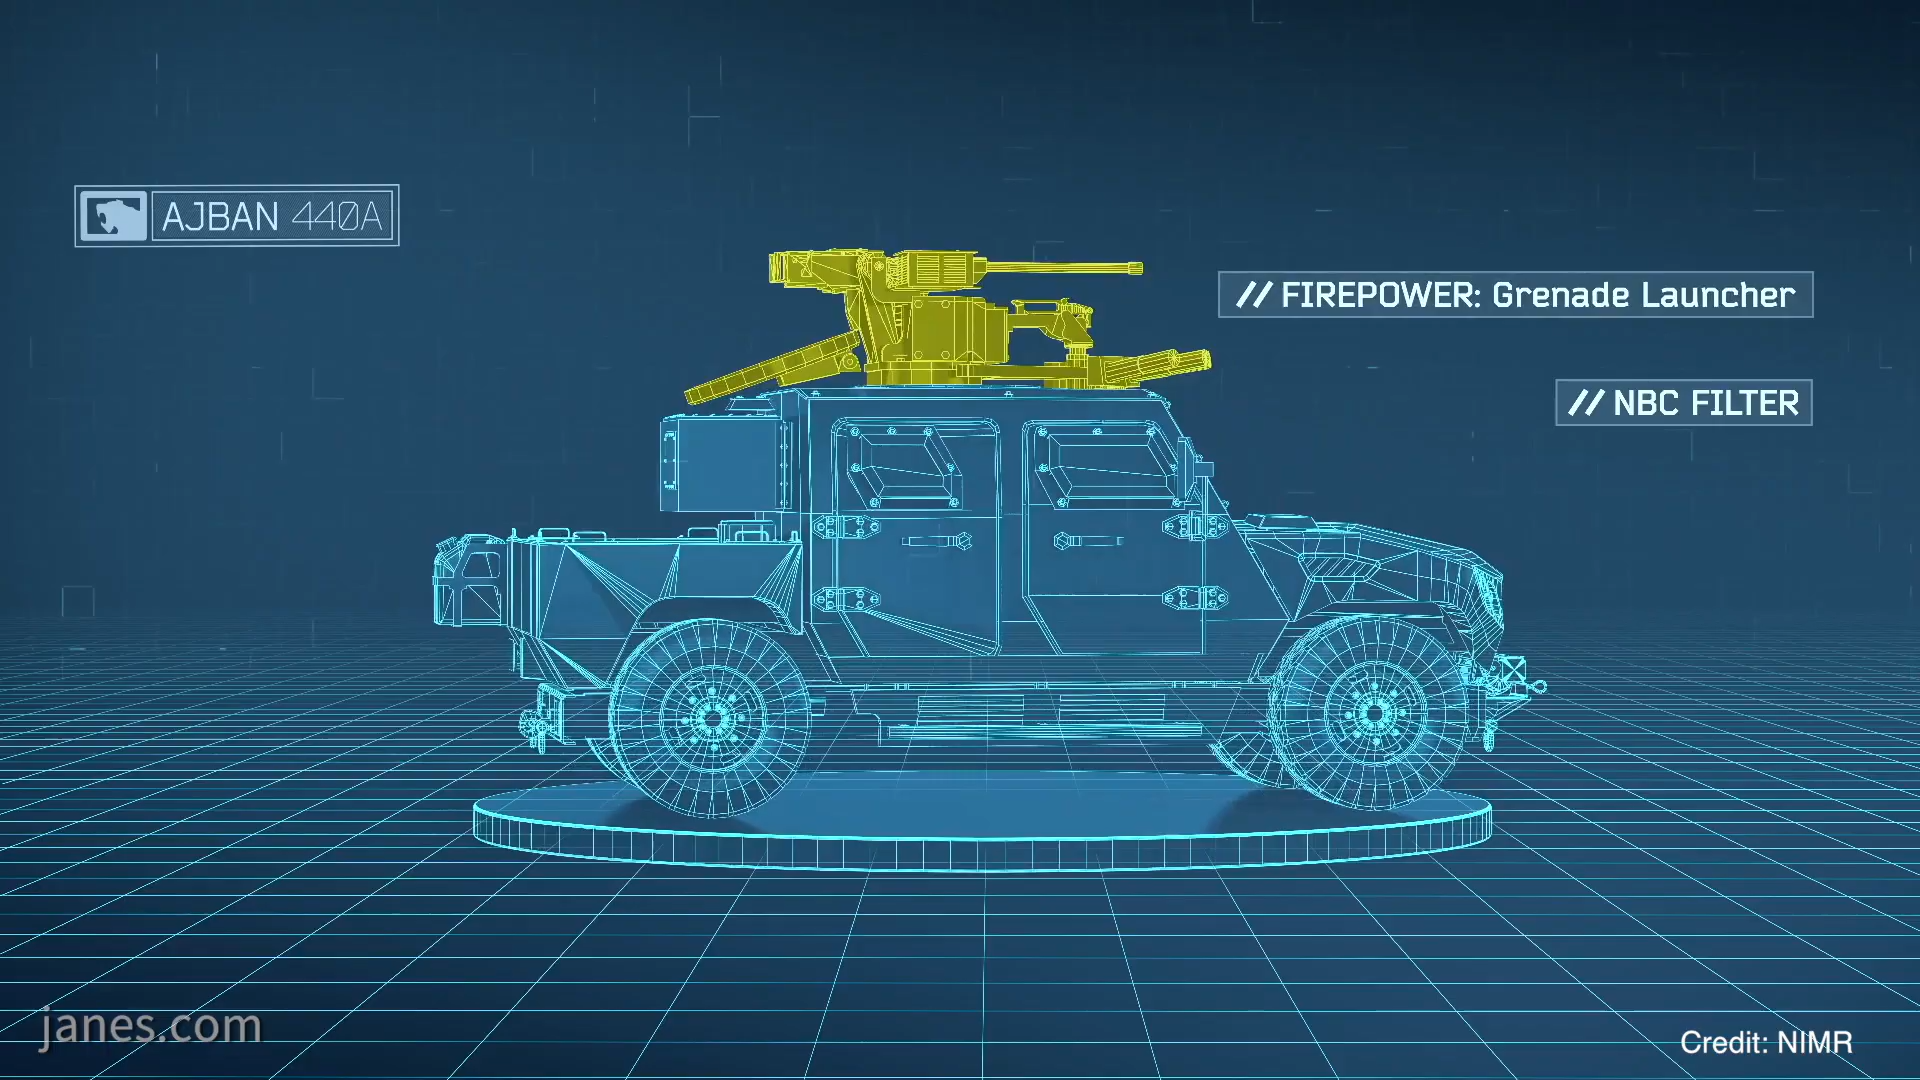 AJBAN 440A
// FIREPOWER: Grenade Launcher
// NBC FILTER
janes.com
Credit: NIMR